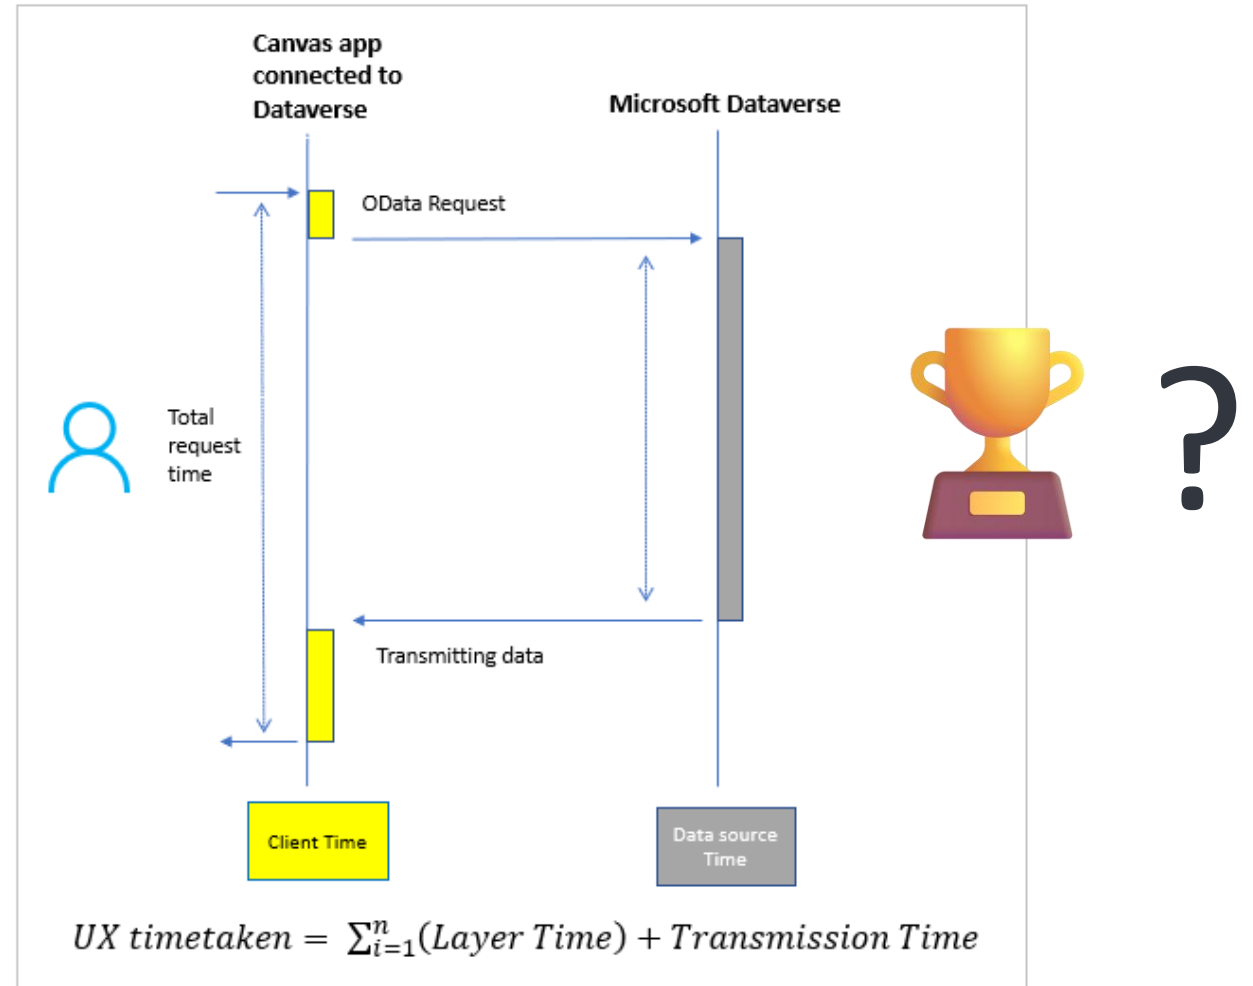 Canvas app
connected to
Dataverse
Microsoft Dataverse
OData Request
Total
request
time
?
Transmitting data
Client Time
Data source
Time
UX timetaken = ∑ⁿᵢ₌₁(Layer Time) + Transmission Time